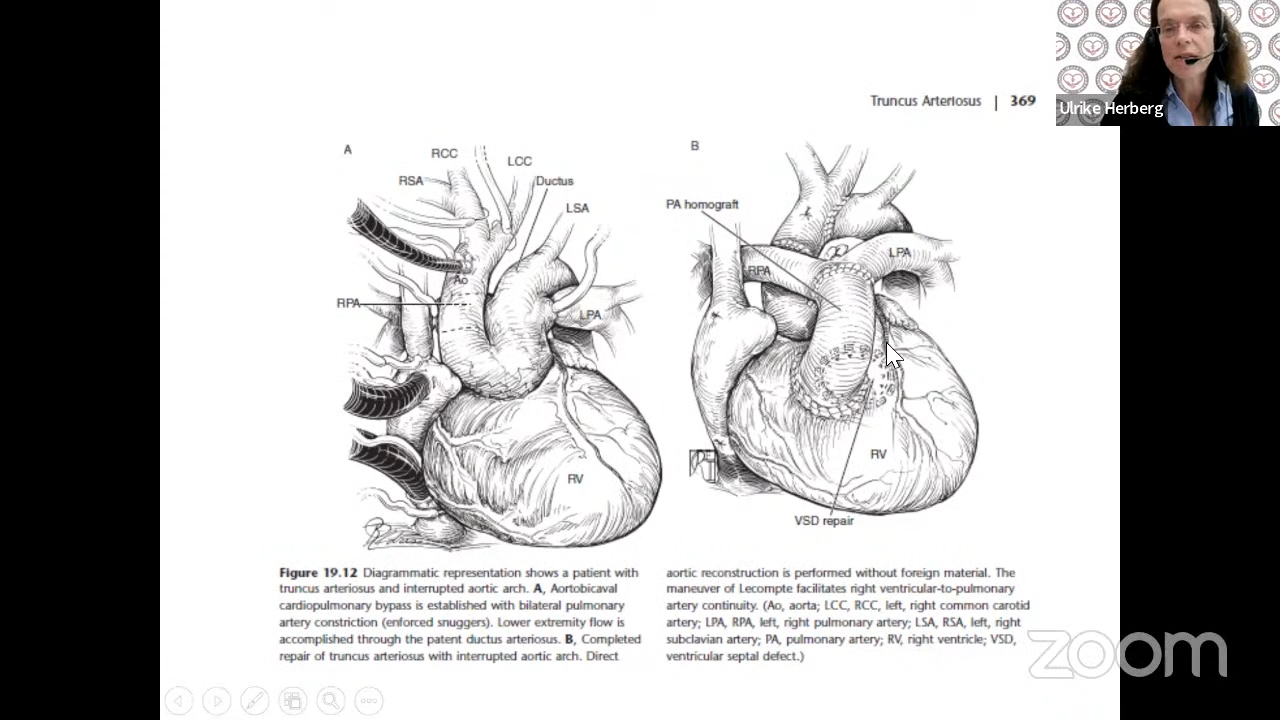 Ulrike Herberg
Truncus Arteriosus | 369
A
RCC
LCC
RSA
Ductus
LSA
Ao
RPA
LPA
RV
B
PA homograft
RPA
LPA
RV
VSD repair
Figure 19.12 Diagrammatic representation shows a patient with
truncus arteriosus and interrupted aortic arch. A, Aortobicaval
cardiopulmonary bypass is established with bilateral pulmonary
artery constriction (enforced snuggers). Lower extremity flow is
accomplished through the patent ductus arteriosus. B, Completed
repair of truncus arteriosus with interrupted aortic arch. Direct
aortic reconstruction is performed without foreign material. The
maneuver of Lecompte facilitates right ventricular-to-pulmonary
artery continuity. (Ao, aorta; LCC, RCC, left, right common carotid
artery; LPA, RPA, left, right pulmonary artery; LSA, RSA, left, right
subclavian artery; PA, pulmonary artery; RV, right ventricle; VSD,
ventricular septal defect.)
zoom